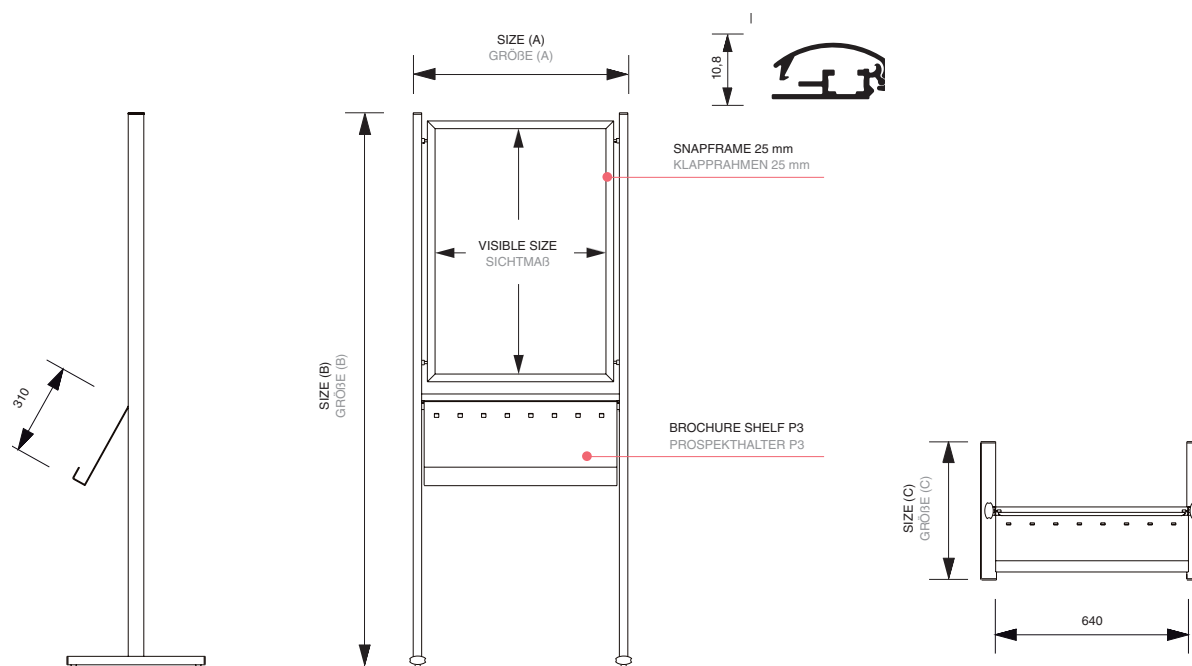 SIZE (A)
GRÖßE (A)
10,8
SNAPFRAME 25 mm
KLAPPRAHMEN 25 mm
VISIBLE SIZE
SICHTMAß
SIZE (B)
GRÖßE (B)
310
BROCHURE SHELF P3
PROSPEKTHALTER P3
SIZE (C)
GRÖßE (C)
640